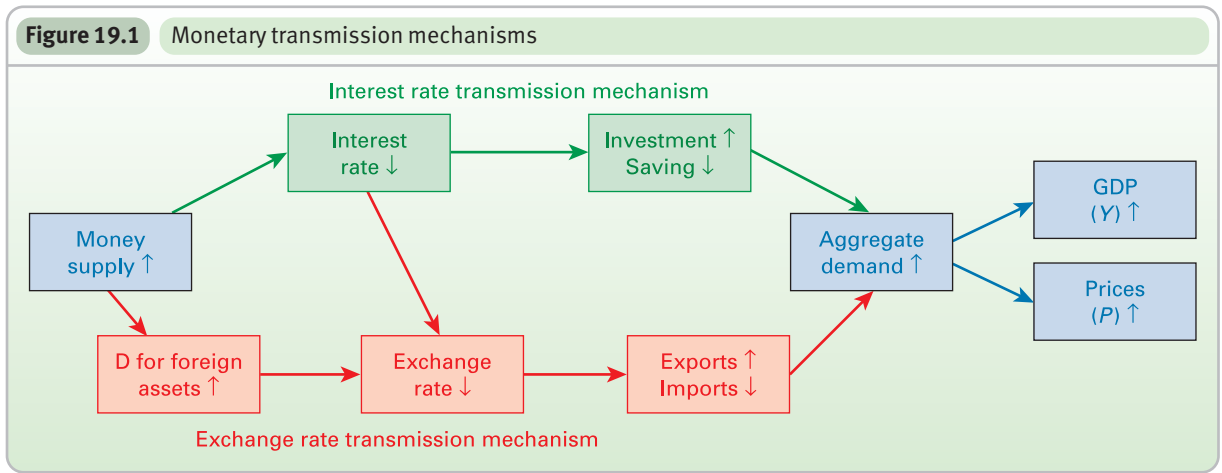 Figure 19.1 Monetary transmission mechanisms
Interest rate transmission mechanism
Interest
rate ↓
Investment ↑
Saving ↓
Money
supply ↑
Aggregate
demand ↑
GDP
(Y) ↑
Prices
(P) ↑
D for foreign
assets ↑
Exchange
rate ↓
Exports ↑
Imports ↓
Exchange rate transmission mechanism